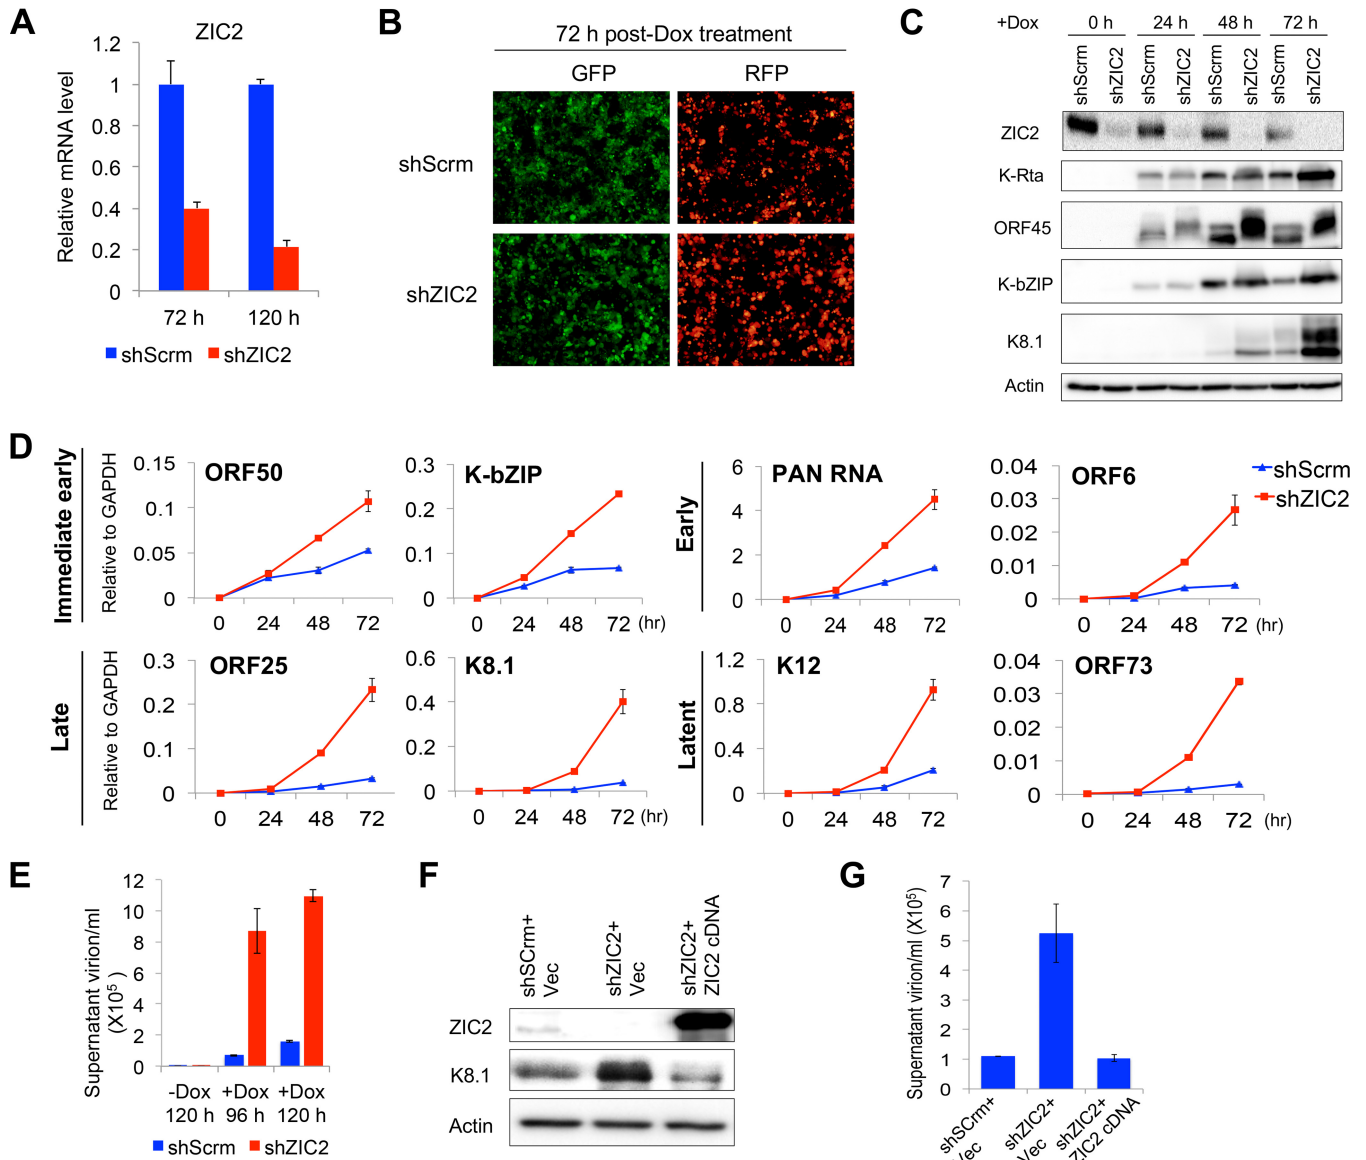 A
ZIC2
Relative mRNA level
1.2
1
0.8
0.6
0.4
0.2
0
72 h
120 h
shScrm
shZIC2
B
72 h post-Dox treatment
GFP
RFP
shScrm
shZIC2
C
+Dox
0 h
24 h
48 h
72 h
shScrm
shZIC2
shScrm
shZIC2
shScrm
shZIC2
shScrm
shZIC2
ZIC2
K-Rta
ORF45
K-bZIP
K8.1
Actin
D
Immediate early
Relative to GAPDH
ORF50
0.15
0.1
0.05
0
0 24 48 72
K-bZIP
0.3
0.2
0.1
0
0 24 48 72 (hr)
Early
PAN RNA
6
4
2
0
0 24 48 72
ORF6
0.04
0.03
0.02
0.01
0
0 24 48 72 (hr)
shScrm
shZIC2
Late
Relative to GAPDH
ORF25
0.3
0.2
0.1
0
0 24 48 72
K8.1
0.6
0.4
0.2
0
0 24 48 72 (hr)
Latent
K12
1.2
0.8
0.4
0
0 24 48 72
ORF73
0.04
0.03
0.02
0.01
0
0 24 48 72 (hr)
E
Supernatant virion/ml
(X10⁵)
12
10
8
6
4
2
0
-Dox +Dox +Dox
120 h 96 h 120 h
shScrm
shZIC2
F
shSCrm+
Vec
shZIC2+
Vec
shZIC2+
ZIC2 cDNA
ZIC2
K8.1
Actin
G
Supernatant virion/ml (X10⁵)
7
6
5
4
3
2
1
0
shSCrm+
Vec
shZIC2+
Vec
shZIC2+
ZIC2 cDNA